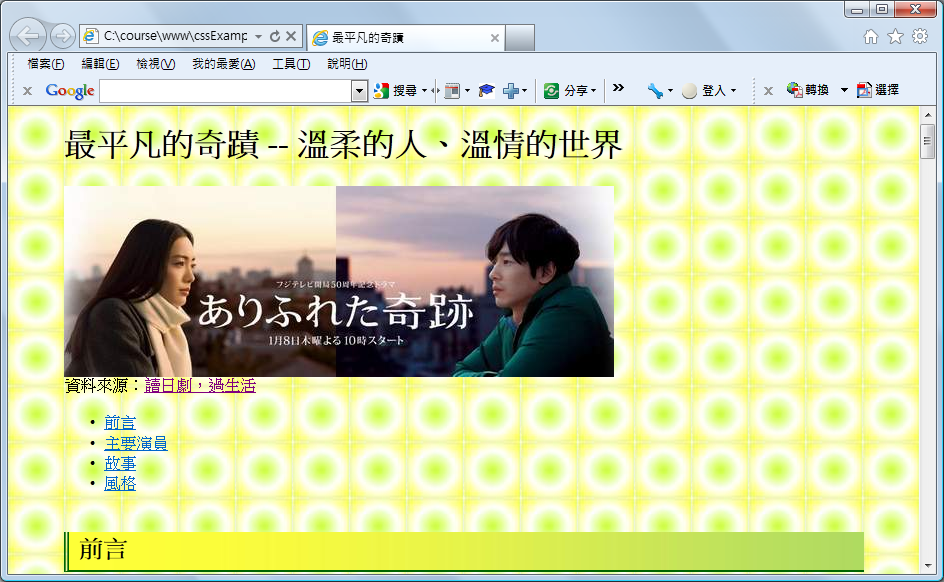 C:\course\www\cssExamp
最平凡的奇蹟
檔案(F) 編輯(E) 檢視(V) 我的最愛(A) 工具(T) 說明(H)
x Google 搜尋 分享 » 登入 x 轉換 選擇
最平凡的奇蹟 -- 溫柔的人、溫情的世界
フジテレビ開局50周年記念ドラマ
ありふれた奇跡
1月8日木曜よる10時スタート
資料來源：讀日劇，過生活
• 前言
• 主要演員
• 故事
• 風格
前言